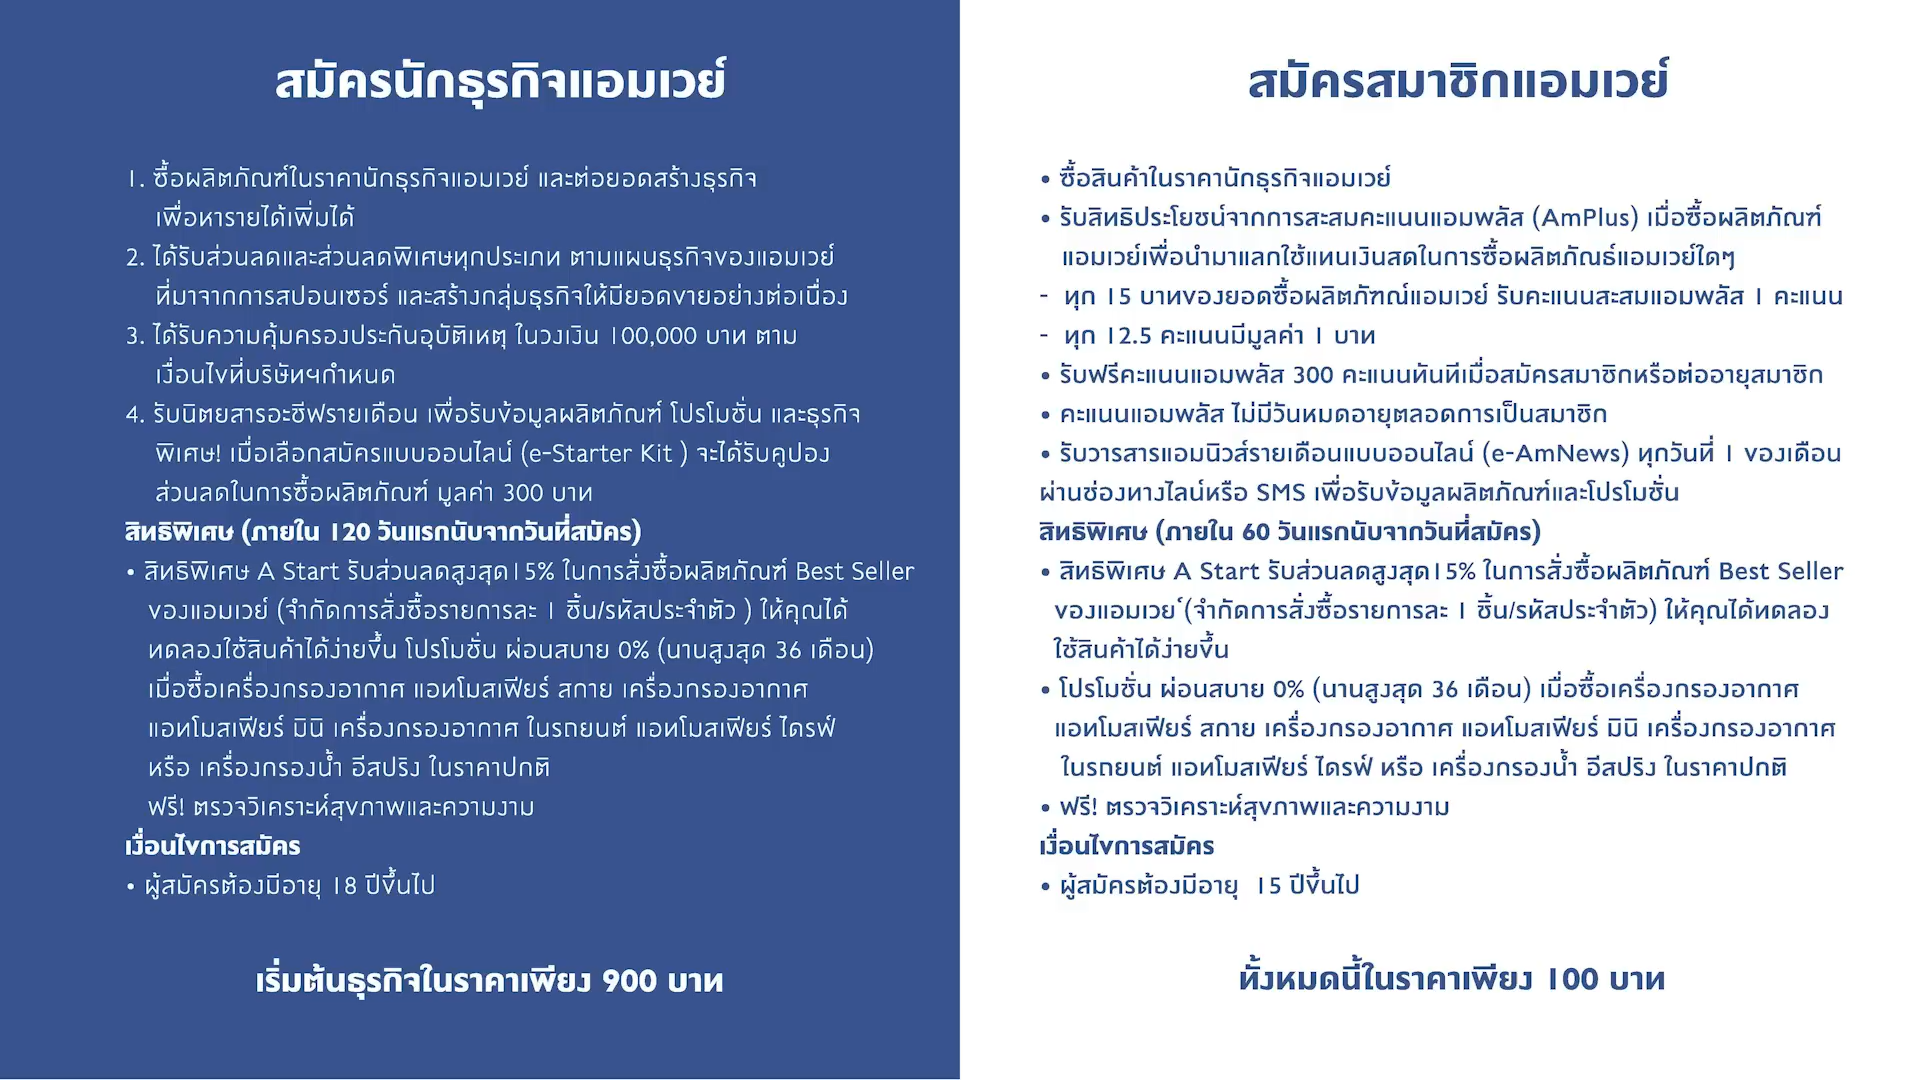 สมัครนักธุรกิจแอมเวย์
1. ซื้อผลิตภัณฑ์ในราคานักธุรกิจแอมเวย์ และต่อยอดสร้างธุรกิจ
เพื่อหารายได้เพิ่มได้
2. ได้รับส่วนลดและส่วนลดพิเศษทุกประเภท ตามแผนธุรกิจของแอมเวย์
ที่มาจากการสปอนเซอร์ และสร้างกลุ่มธุรกิจให้มียอดขายอย่างต่อเนื่อง
3. ได้รับความคุ้มครองประกันอุบัติเหตุ ในวงเงิน 100,000 บาท ตาม
เงื่อนไขที่บริษัทฯกำหนด
4. รับนิตยสารอะชีฟรายเดือน เพื่อรับข้อมูลผลิตภัณฑ์ โปรโมชั่น และธุรกิจ
พิเศษ! เมื่อเลือกสมัครแบบออนไลน์ (e-Starter Kit ) จะได้รับคูปอง
ส่วนลดในการซื้อผลิตภัณฑ์ มูลค่า 300 บาท
สิทธิพิเศษ (ภายใน 120 วันแรกนับจากวันที่สมัคร)
• สิทธิพิเศษ A Start รับส่วนลดสูงสุด15% ในการสั่งซื้อผลิตภัณฑ์ Best Seller
ของแอมเวย์ (จำกัดการสั่งซื้อรายการละ 1 ชิ้น/รหัสประจำตัว ) ให้คุณได้
ทดลองใช้สินค้าได้ง่ายขึ้น โปรโมชั่น ผ่อนสบาย 0% (นานสูงสุด 36 เดือน)
เมื่อซื้อเครื่องกรองอากาศ แอทโมสเฟียร์ สกาย เครื่องกรองอากาศ
แอทโมสเฟียร์ มินิ เครื่องกรองอากาศ ในรถยนต์ แอทโมสเฟียร์ ไดรฟ์
หรือ เครื่องกรองน้ำ อีสปริง ในราคาปกติ
ฟรี! ตรวจวิเคราะห์สุขภาพและความงาม
เงื่อนไขการสมัคร
• ผู้สมัครต้องมีอายุ 18 ปีขึ้นไป
เริ่มต้นธุรกิจในราคาเพียง 900 บาท
สมัครสมาชิกแอมเวย์
• ซื้อสินค้าในราคานักธุรกิจแอมเวย์
• รับสิทธิประโยชน์จากการสะสมคะแนนแอมพลัส (AmPlus) เมื่อซื้อผลิตภัณฑ์
แอมเวย์เพื่อนำมาแลกใช้แทนเงินสดในการซื้อผลิตภัณธ์แอมเวย์ใดๆ
- ทุก 15 บาทของยอดซื้อผลิตภัฑณ์แอมเวย์ รับคะแนนสะสมแอมพลัส 1 คะแนน
- ทุก 12.5 คะแนนมีมูลค่า 1 บาท
• รับฟรีคะแนนแอมพลัส 300 คะแนนทันทีเมื่อสมัครสมาชิกหรือต่ออายุสมาชิก
• คะแนนแอมพลัส ไม่มีวันหมดอายุตลอดการเป็นสมาชิก
• รับวารสารแอมนิวส์รายเดือนแบบออนไลน์ (e-AmNews) ทุกวันที่ 1 ของเดือน
ผ่านช่องทางไลน์หรือ SMS เพื่อรับข้อมูลผลิตภัณฑ์และโปรโมชั่น
สิทธิพิเศษ (ภายใน 60 วันแรกนับจากวันที่สมัคร)
• สิทธิพิเศษ A Start รับส่วนลดสูงสุด15% ในการสั่งซื้อผลิตภัณฑ์ Best Seller
ของแอมเวย์ (จำกัดการสั่งซื้อรายการละ 1 ชิ้น/รหัสประจำตัว) ให้คุณได้ทดลอง
ใช้สินค้าได้ง่ายขึ้น
• โปรโมชั่น ผ่อนสบาย 0% (นานสูงสุด 36 เดือน) เมื่อซื้อเครื่องกรองอากาศ
แอทโมสเฟียร์ สกาย เครื่องกรองอากาศ แอทโมสเฟียร์ มินิ เครื่องกรองอากาศ
ในรถยนต์ แอทโมสเฟียร์ ไดรฟ์ หรือ เครื่องกรองน้ำ อีสปริง ในราคาปกติ
• ฟรี! ตรวจวิเคราะห์สุขภาพและความงาม
เงื่อนไขการสมัคร
• ผู้สมัครต้องมีอายุ 15 ปีขึ้นไป
ทั้งหมดนี้ในราคาเพียง 100 บาท